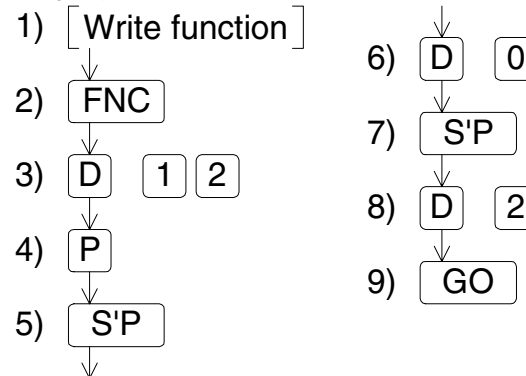 1) [Write function]
2) FNC
3) D 1 2
4) P
5) S'P
6) D 0
7) S'P
8) D 2
9) GO